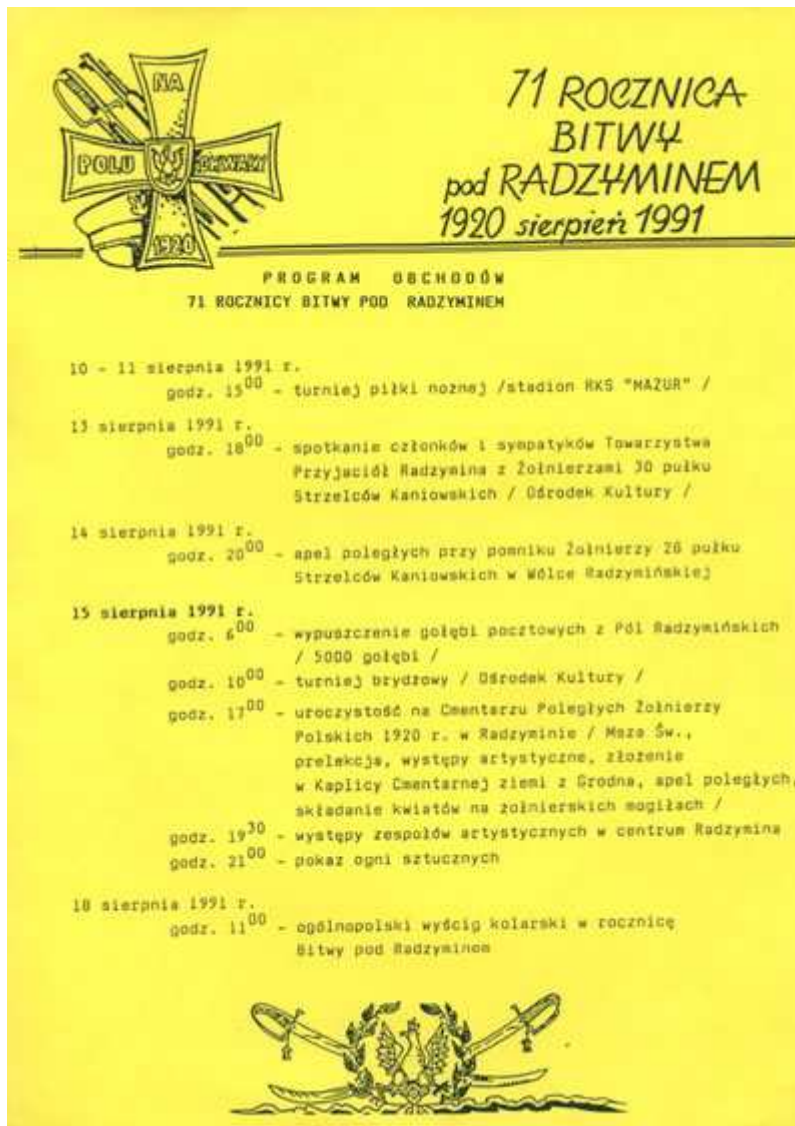 NA
POLU CHWAŁY
1920
71 ROCZNICA
BITWY
pod RADZYMINEM
1920 sierpień 1991
PROGRAM OBCHODÓW
71 ROCZNICY BITWY POD RADZYMINEM
10 - 11 sierpnia 1991 r.
godz. 15⁰⁰ - turniej piłki nożnej /stadion RKS "MAZUR" /
13 sierpnia 1991 r.
godz. 18⁰⁰ - spotkanie członków i sympatyków Towarzystwa
Przyjaciół Radzymina z Żołnierzami 30 pułku
Strzelców Kaniowskich / Ośrodek Kultury /
14 sierpnia 1991 r.
godz. 20⁰⁰ - apel poległych przy pomniku Żołnierzy 28 pułku
Strzelców Kaniowskich w Wólce Radzymińskiej
15 sierpnia 1991 r.
godz. 6⁰⁰ - wypuszczenie gołębi pocztowych z Pól Radzymińskich
/ 5000 gołębi /
godz. 10⁰⁰ - turniej brydżowy / Ośrodek Kultury /
godz. 17⁰⁰ - uroczystość na Cmentarzu Poległych Żołnierzy
Polskich 1920 r. w Radzyminie / Msza Św.,
prelekcja, występy artystyczne, złożenie
w Kaplicy Cmentarnej ziemi z Grodna, apel poległych,
składanie kwiatów na żołnierskich mogiłach /
godz. 19³⁰ - występy zespołów artystycznych w centrum Radzymina
godz. 21⁰⁰ - pokaz ogni sztucznych
18 sierpnia 1991 r.
godz. 11⁰⁰ - ogólnopolski wyścig kolarski w rocznicę
Bitwy pod Radzyminem